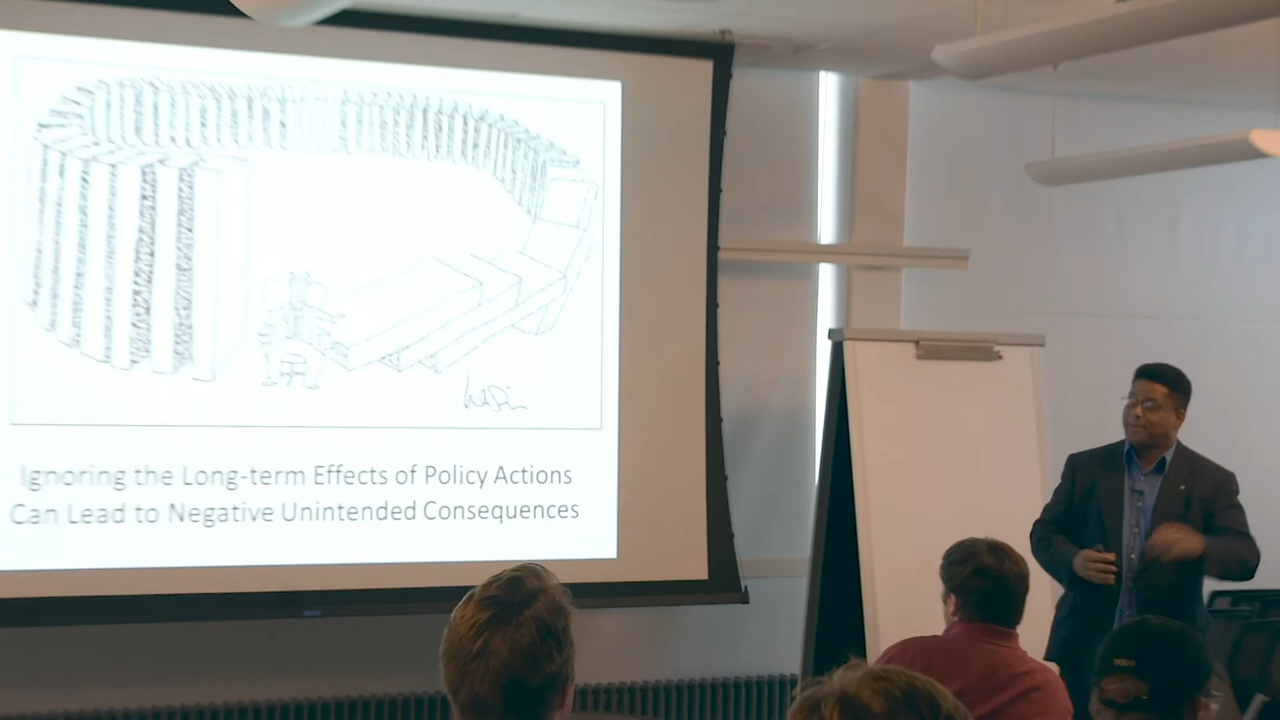 Ignoring the Long-term Effects of Policy Actions
Can Lead to Negative Unintended Consequences